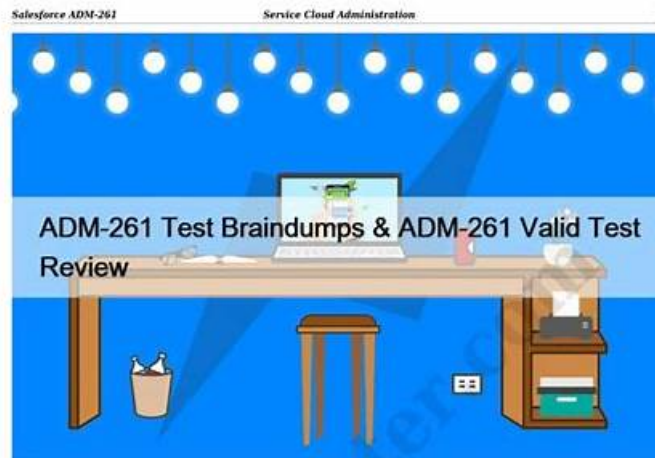 Salesforce ADM-261 Service Cloud Administration
ADM-261 Test Braindumps & ADM-261 Valid Test
Review